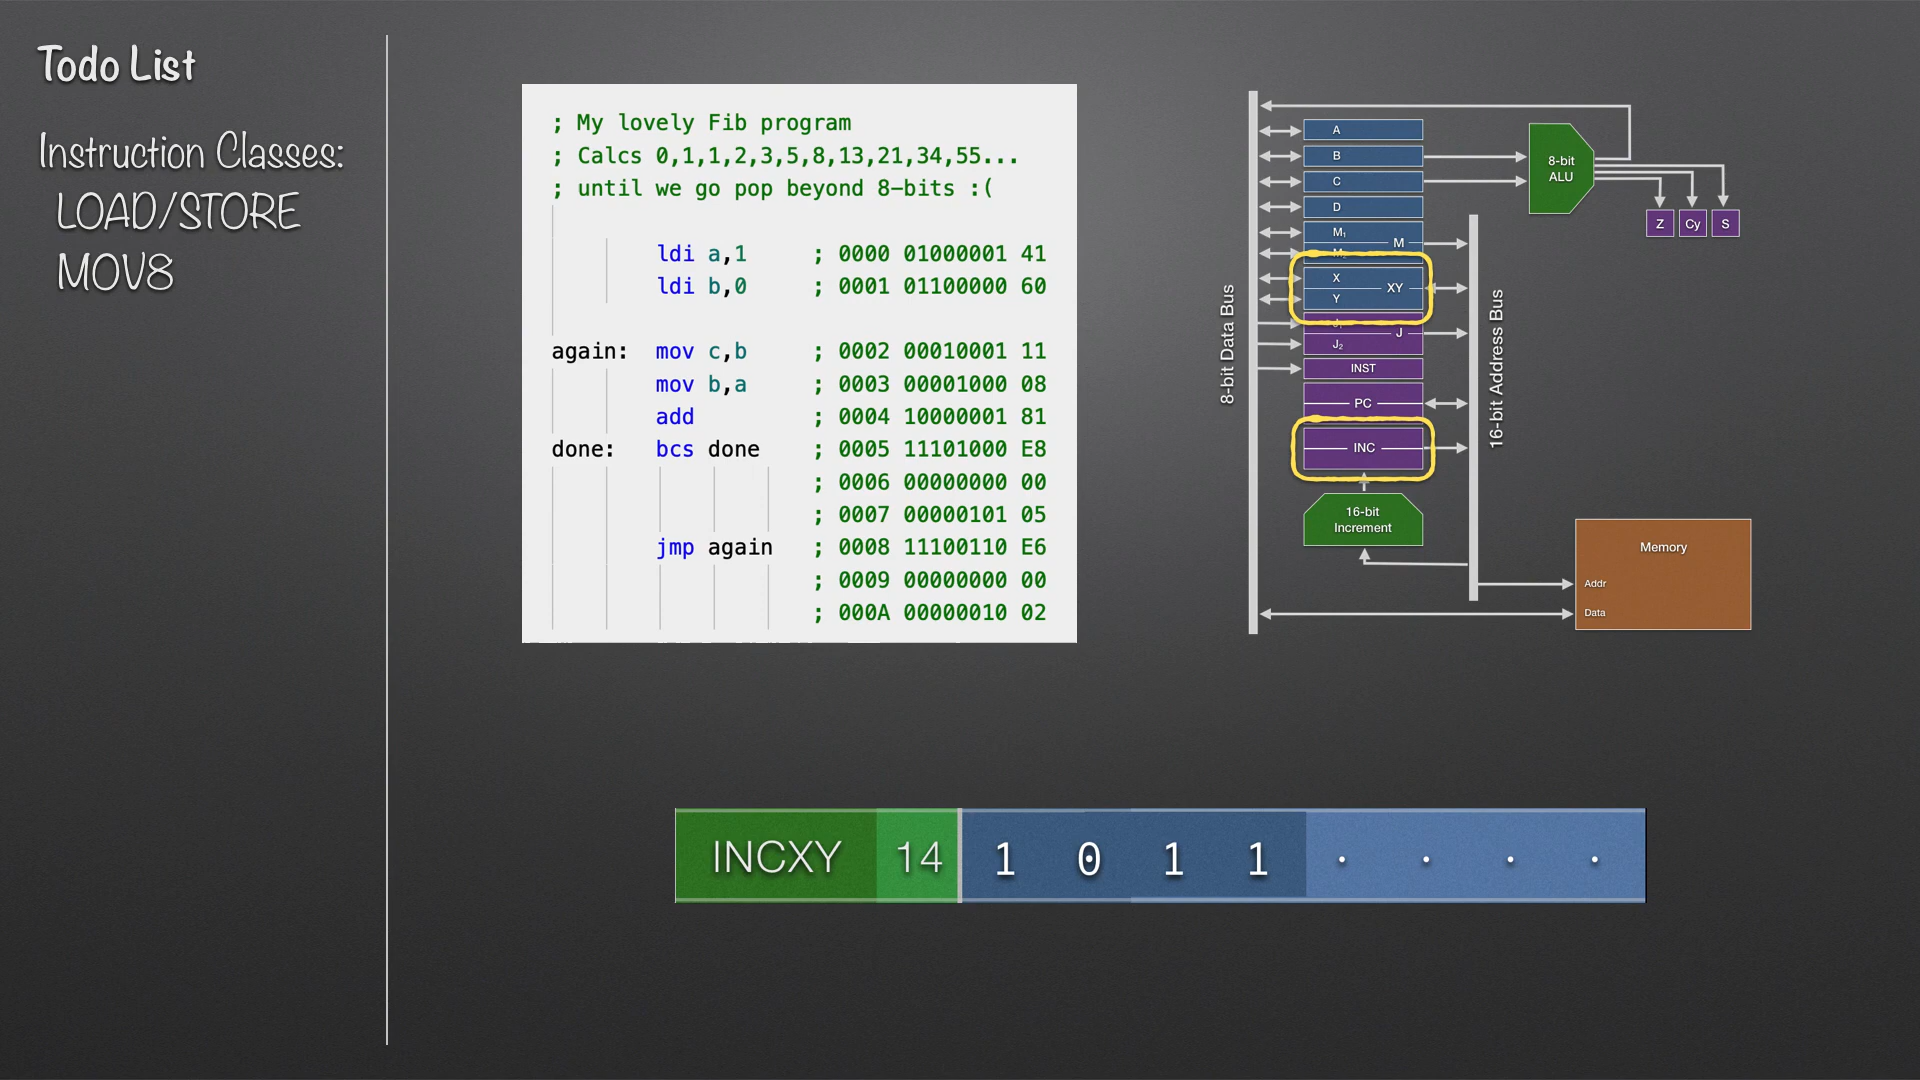 Todo List
Instruction Classes:
LOAD/STORE
MOV8
; My lovely Fib program
; Calcs 0,1,1,2,3,5,8,13,21,34,55...
; until we go pop beyond 8-bits :(
ldi a,1 ; 0000 01000001 41
ldi b,0 ; 0001 01100000 60
again: mov c,b ; 0002 00010001 11
mov b,a ; 0003 00001000 08
add ; 0004 10000001 81
done: bcs done ; 0005 11101000 E8
; 0006 00000000 00
; 0007 00000101 05
jmp again ; 0008 11100110 E6
; 0009 00000000 00
; 000A 00000010 02
8-bit Data Bus
A
B
C
D
M₁
M
M₂
X
XY
Y
J₁
J
J₂
INST
PC
INC
16-bit
Increment
16-bit Address Bus
8-bit
ALU
Z Cy S
Memory
Addr
Data
INCXY 14 1 0 1 1 · · · ·